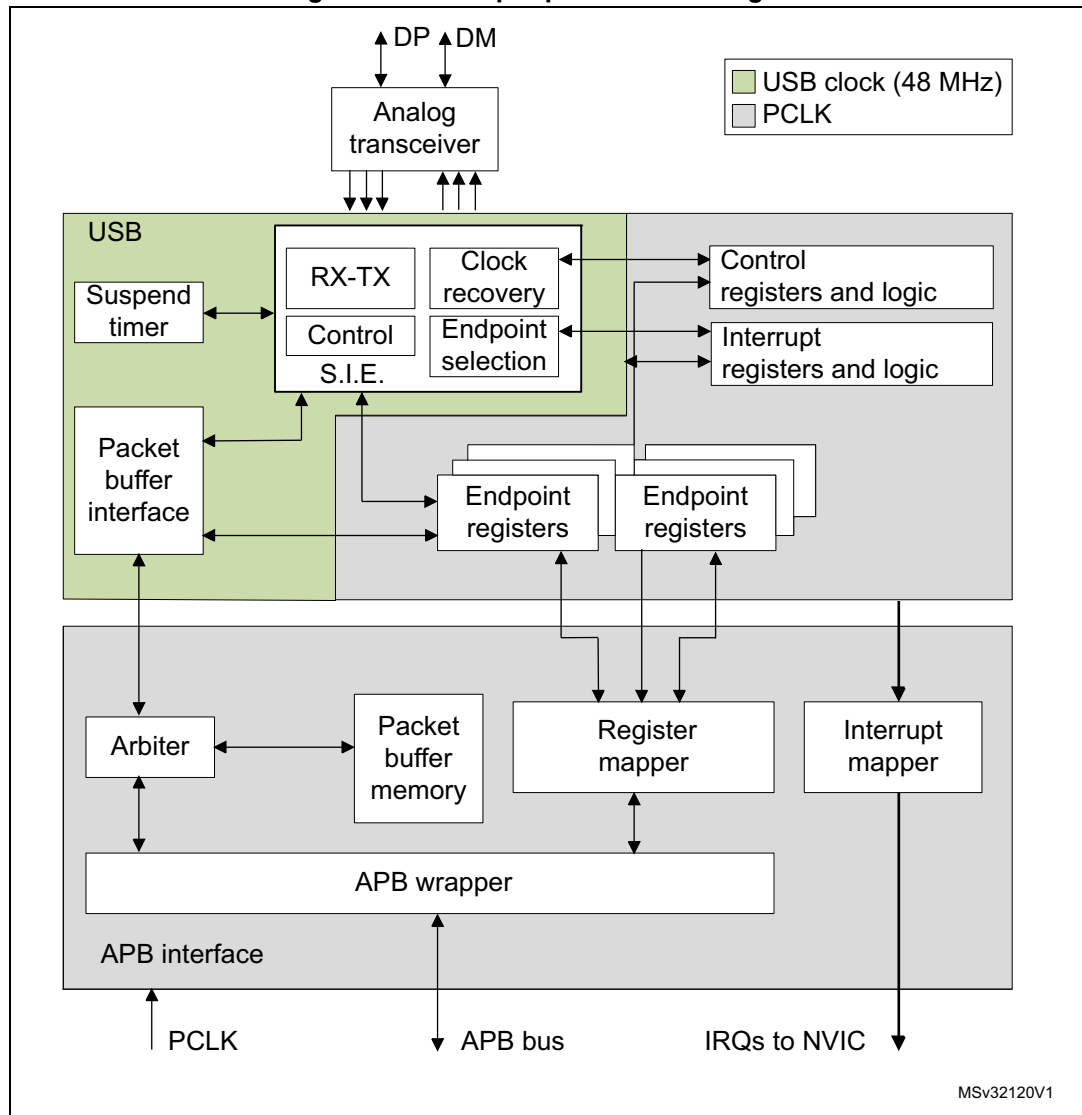 DP DM
Analog
transceiver
USB clock (48 MHz)
PCLK
USB
Suspend
timer
RX-TX
Control
S.I.E.
Clock
recovery
Endpoint
selection
Control
registers and logic
Interrupt
registers and logic
Packet
buffer
interface
Endpoint
registers
Endpoint
registers
Arbiter
Packet
buffer
memory
Register
mapper
Interrupt
mapper
APB wrapper
APB interface
PCLK
APB bus
IRQs to NVIC
MSv32120V1